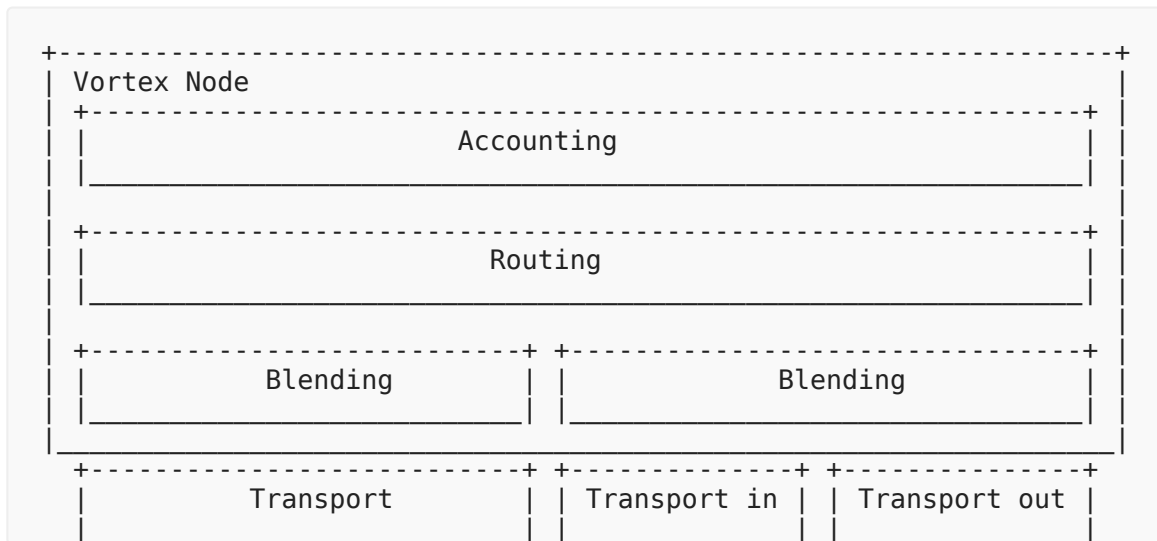 Vortex Node
Accounting
Routing
Blending Blending
Transport Transport in Transport out